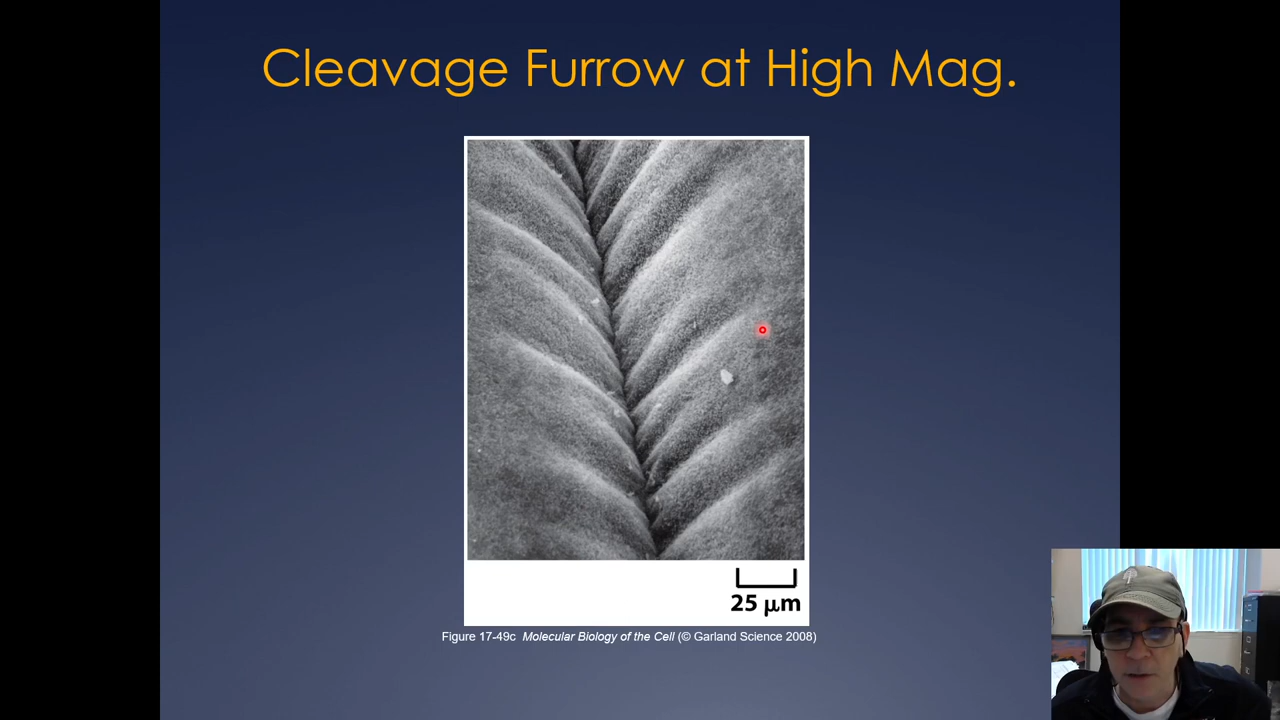 Cleavage Furrow at High Mag.
25 μm
Figure 17-49c Molecular Biology of the Cell (© Garland Science 2008)